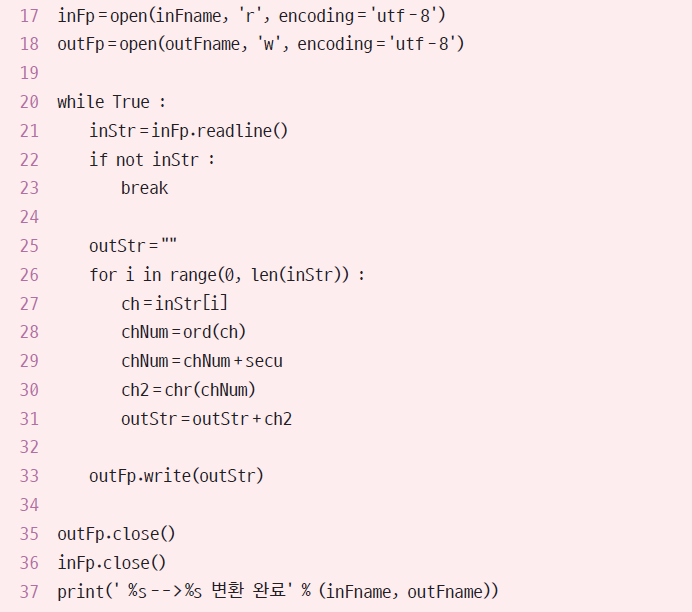 17 inFp=open(inFname, 'r', encoding='utf-8')
18 outFp=open(outFname, 'w', encoding='utf-8')
19
20 while True :
21     inStr=inFp.readline()
22     if not inStr :
23         break
24
25     outStr=""
26     for i in range(0, len(inStr)) :
27         ch=inStr[i]
28         chNum=ord(ch)
29         chNum=chNum+secu
30         ch2=chr(chNum)
31         outStr=outStr+ch2
32
33     outFp.write(outStr)
34
35 outFp.close()
36 inFp.close()
37 print(' %s-->%s 변환 완료' % (inFname, outFname))